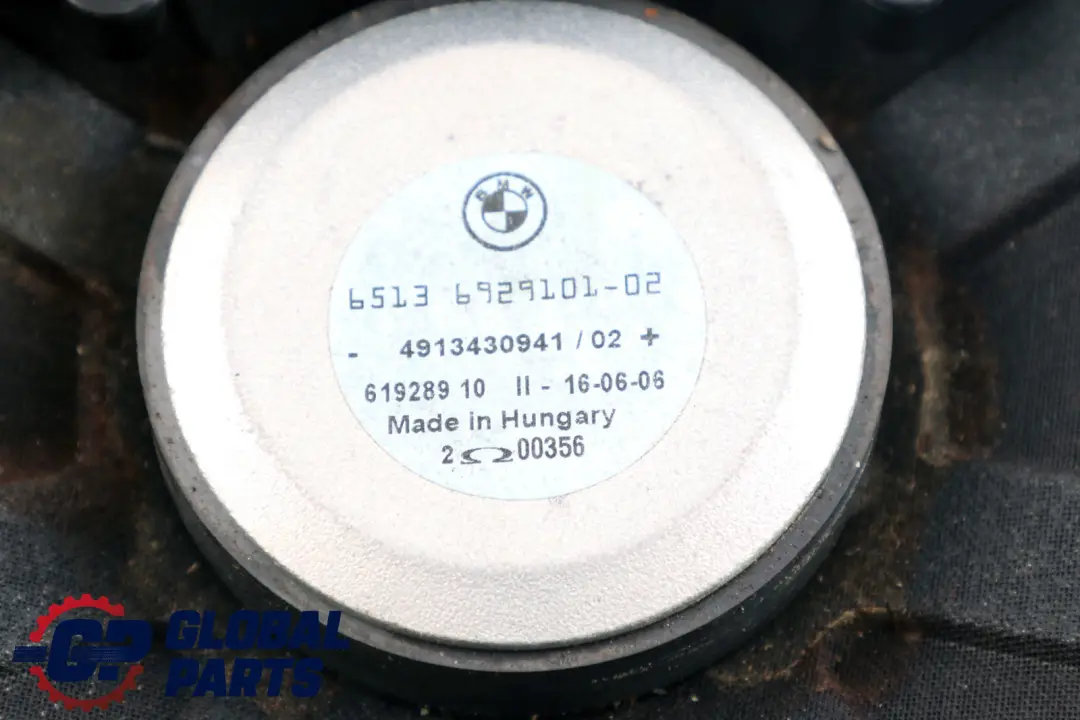 BMW
6513 6929101-02
- 4913430941 / 02 +
619289 10 II - 16-06-06
Made in Hungary
2 Ω 00356
GP GLOBAL
PARTS